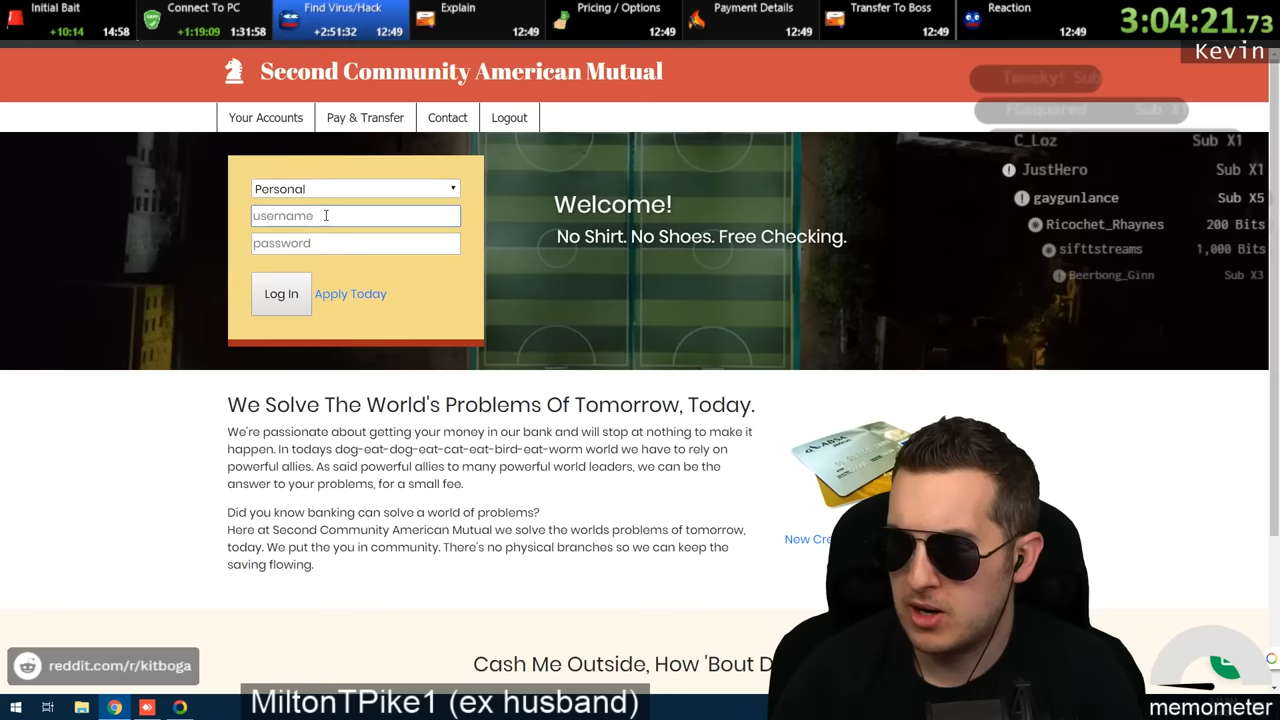 Initial Bait
+10:14 14:58
Connect To PC
+1:19:09 1:31:58
Find Virus/Hack
+2:51:32 12:49
Explain
12:49
Pricing / Options
12:49
Payment Details
12:49
Transfer To Boss
12:49
Reaction
12:49
3:04:21.73
Kevin
Second Community American Mutual
Tweeky! Sub
Your Accounts
Pay & Transfer
Contact
Logout
FGsquared Sub X1
C_Loz Sub X1
JustHero Sub X1
gaygunlance Sub X5
Ricochet_Rhaynes 200 Bits
sifttstreams 1,000 Bits
Beerbong_Ginn Sub X3
Personal
username
password
Log In Apply Today
Welcome!
No Shirt. No Shoes. Free Checking.
We Solve The World's Problems Of Tomorrow, Today.
We're passionate about getting your money in our bank and will stop at nothing to make it
happen. In todays dog-eat-dog-eat-cat-eat-bird-eat-worm world we have to rely on
powerful allies. As said powerful allies to many powerful world leaders, we can be the
answer to your problems, for a small fee.
Did you know banking can solve a world of problems?
Here at Second Community American Mutual we solve the worlds problems of tomorrow,
today. We put the you in community. There's no physical branches so we can keep the
saving flowing.
ABSA
New Cre
Cash Me Outside, How 'Bout D
reddit.com/r/kitboga
MiltonTPike1 (ex husband)
memometer